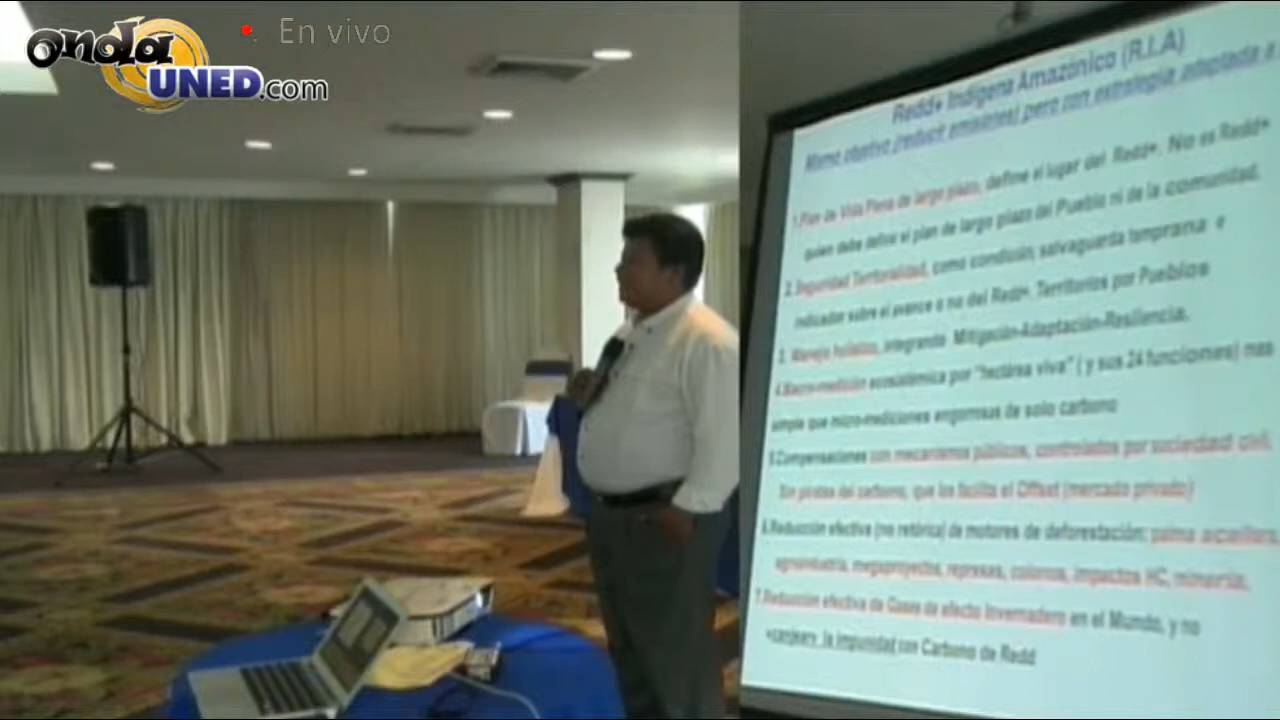 onda UNED.com
En vivo
Redd+ Indígena Amazónico (R.I.A)
Mismo objetivo (reducir emisiones) pero con estrategia adaptada a
1.Plan de Vida Plena de largo plazo, define el lugar del Redd+. No es Redd+
quien debe definir el plan de largo plazo del Pueblo ni de la comunidad.
2.Seguridad Territorialidad, como condición, salvaguarda temprana e
indicador sobre el avance o no del Redd+. Territorios por Pueblos
3. Manejo holístico, integrando Mitigación-Adaptación-Resiliencia.
4.Macro-medición ecosistémica por "hectárea viva" ( y sus 24 funciones) mas
simple que micro-mediciones engorrosas de solo carbono
5.Compensaciones con mecanismos públicos, controlados por sociedad civil.
Sin piratas del carbono, que los facilita el Offset (mercado privado)
6.Reducción efectiva (no retórica) de motores de deforestación: palma aceitera,
agroindustria, megaproyectos, represas, colonos, impactos HC, minería,
7.Reducción efectiva de Gases de efecto Invernadero en el Mundo, y no
«canjear» la impunidad con Carbono de Redd